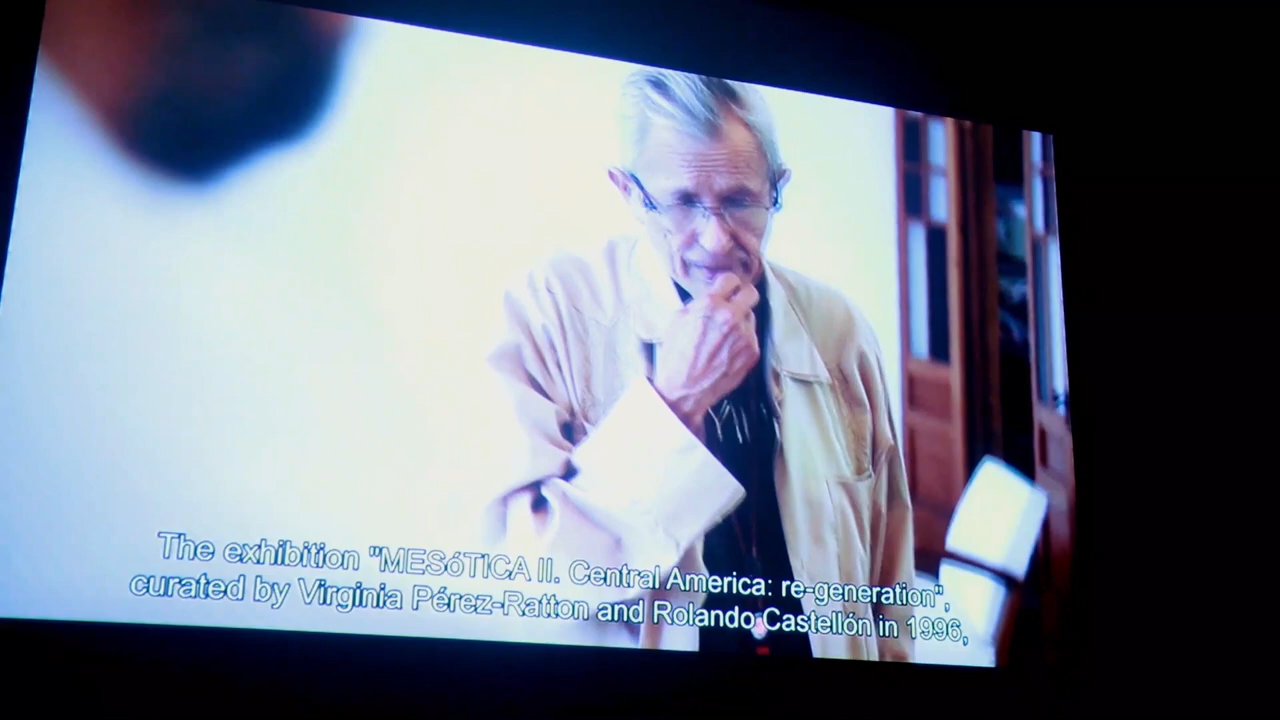 The exhibition "MESóTICA II. Central America: re-generation",
curated by Virginia Pérez-Ratton and Rolando Castellón in 1996,